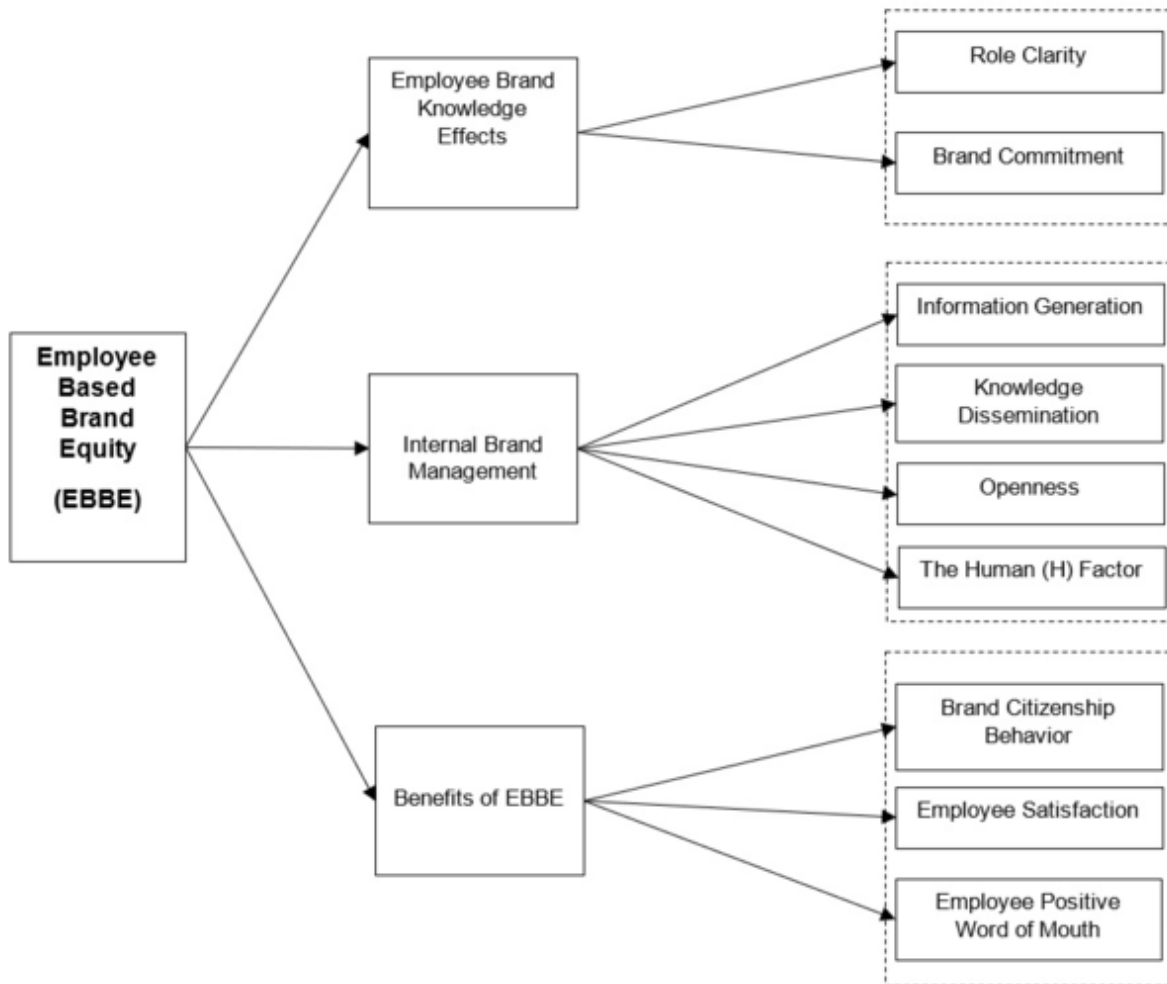 Employee
Based
Brand
Equity
(EBBE)
Employee Brand
Knowledge
Effects
Role Clarity
Brand Commitment
Internal Brand
Management
Information Generation
Knowledge
Dissemination
Openness
The Human (H) Factor
Benefits of EBBE
Brand Citizenship
Behavior
Employee Satisfaction
Employee Positive
Word of Mouth